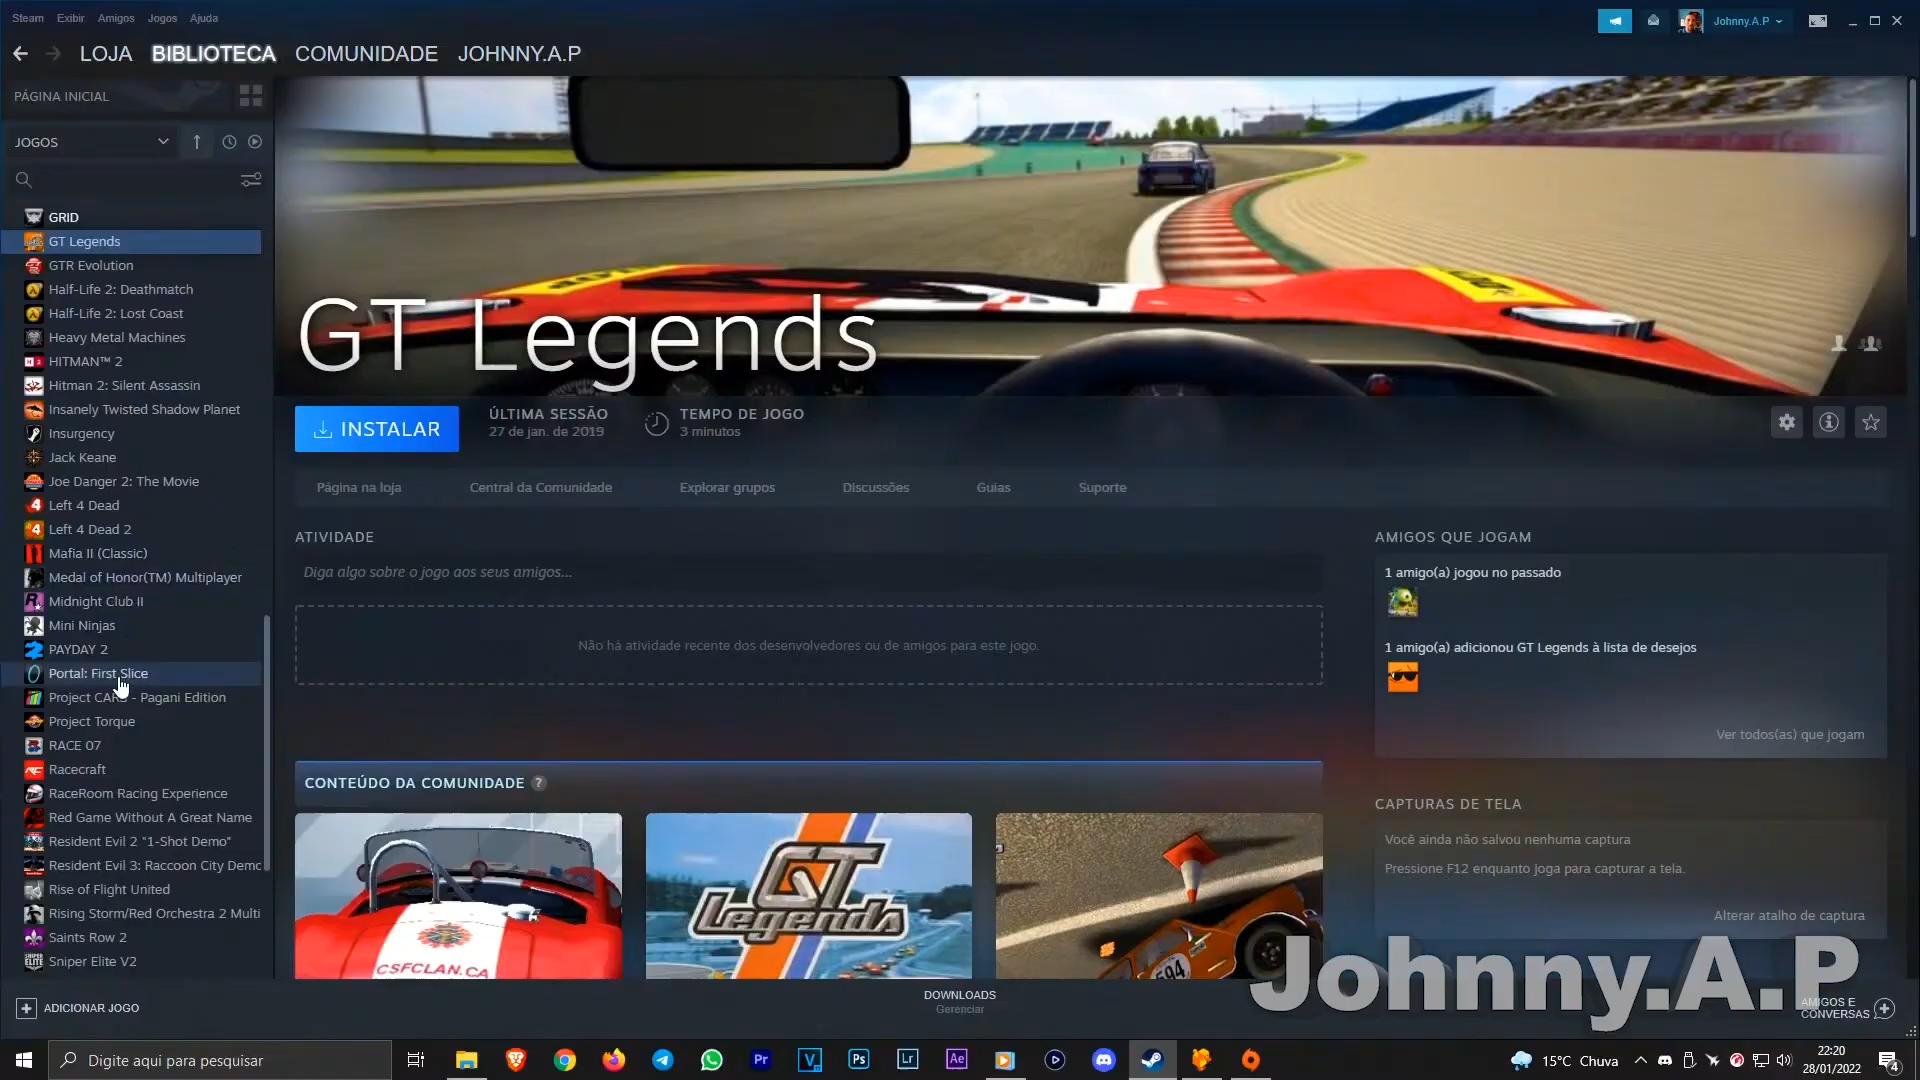 Steam Exibir Amigos Jogos Ajuda
Johnny.A.P
LOJA BIBLIOTECA COMUNIDADE JOHNNY.A.P
PÁGINA INICIAL
JOGOS
GRID
GT Legends
GTR Evolution
Half-Life 2: Deathmatch
Half-Life 2: Lost Coast
Heavy Metal Machines
HITMAN™ 2
Hitman 2: Silent Assassin
Insanely Twisted Shadow Planet
Insurgency
Jack Keane
Joe Danger 2: The Movie
Left 4 Dead
Left 4 Dead 2
Mafia II (Classic)
Medal of Honor(TM) Multiplayer
Midnight Club II
Mini Ninjas
PAYDAY 2
Portal: First Slice
Project CARS - Pagani Edition
Project Torque
RACE 07
Racecraft
RaceRoom Racing Experience
Red Game Without A Great Name
Resident Evil 2 "1-Shot Demo"
Resident Evil 3: Raccoon City Demo
Rise of Flight United
Rising Storm/Red Orchestra 2 Multi
Saints Row 2
Sniper Elite V2
ADICIONAR JOGO
GT Legends
INSTALAR
ÚLTIMA SESSÃO
27 de jan. de 2019
TEMPO DE JOGO
3 minutos
Página na loja Central da Comunidade Explorar grupos Discussões Guias Suporte
ATIVIDADE
Diga algo sobre o jogo aos seus amigos...
Não há atividade recente dos desenvolvedores ou de amigos para este jogo.
CONTEÚDO DA COMUNIDADE ?
CSFCLAN.CA
GT
Legends
594
AMIGOS QUE JOGAM
1 amigo(a) jogou no passado
1 amigo(a) adicionou GT Legends à lista de desejos
Ver todos(as) que jogam
CAPTURAS DE TELA
Você ainda não salvou nenhuma captura
Pressione F12 enquanto joga para capturar a tela.
Alterar atalho de captura
Johnny.A.P
DOWNLOADS
Gerenciar
AMIGOS E
CONVERSAS
Digite aqui para pesquisar
Pr V Ps Lr Ae
15°C Chuva
22:20
28/01/2022
4